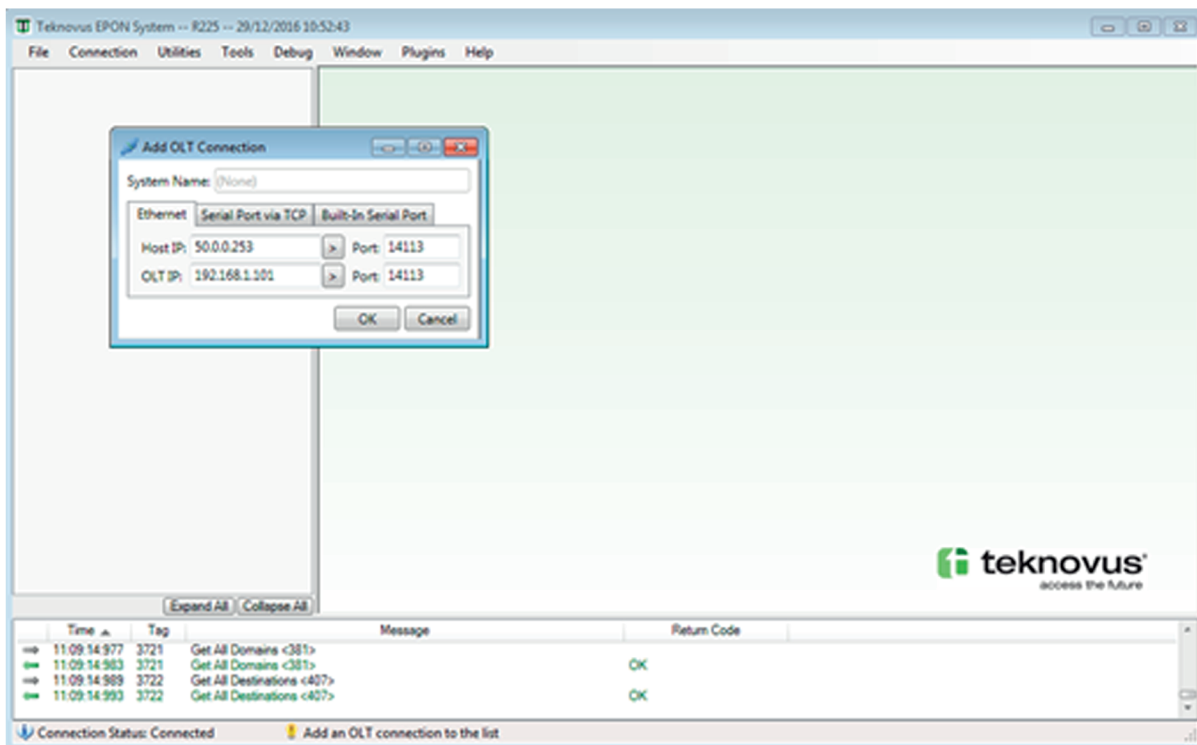 Teknovus EPON System -- R225 -- 29/12/2016 10:52:43
File Connection Utilities Tools Debug Window Plugins Help
Add OLT Connection
System Name: (None)
Ethernet Serial Port via TCP Built-In Serial Port
Host IP: 50.0.0.253 > Port: 14113
OLT IP: 192.168.1.101 > Port: 14113
OK Cancel
teknovus
access the future
Expand All Collapse All
Time Tag Message Return Code
11:09:14:977 3721 Get All Domains <381>
11:09:14:983 3721 Get All Domains <381> OK
11:09:14:989 3722 Get All Destinations <407>
11:09:14:993 3722 Get All Destinations <407> OK
Connection Status: Connected Add an OLT connection to the list